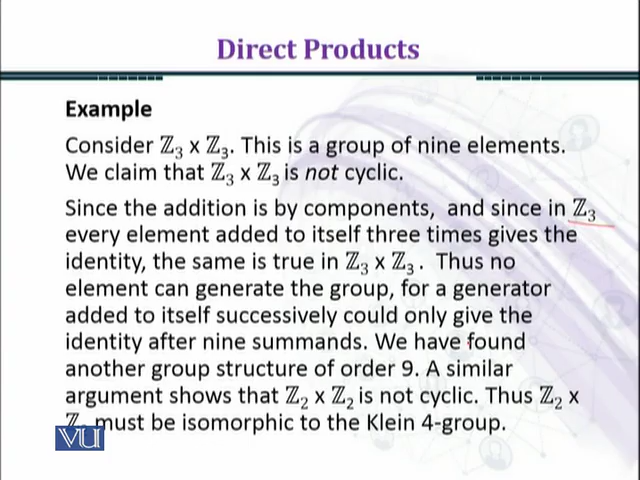 Direct Products
Example
Consider ℤ₃ x ℤ₃. This is a group of nine elements.
We claim that ℤ₃ x ℤ₃ is not cyclic.
Since the addition is by components, and since in ℤ₃
every element added to itself three times gives the
identity, the same is true in ℤ₃ x ℤ₃. Thus no
element can generate the group, for a generator
added to itself successively could only give the
identity after nine summands. We have found
another group structure of order 9. A similar
argument shows that ℤ₂ x ℤ₂ is not cyclic. Thus ℤ₂ x
must be isomorphic to the Klein 4-group.
VU